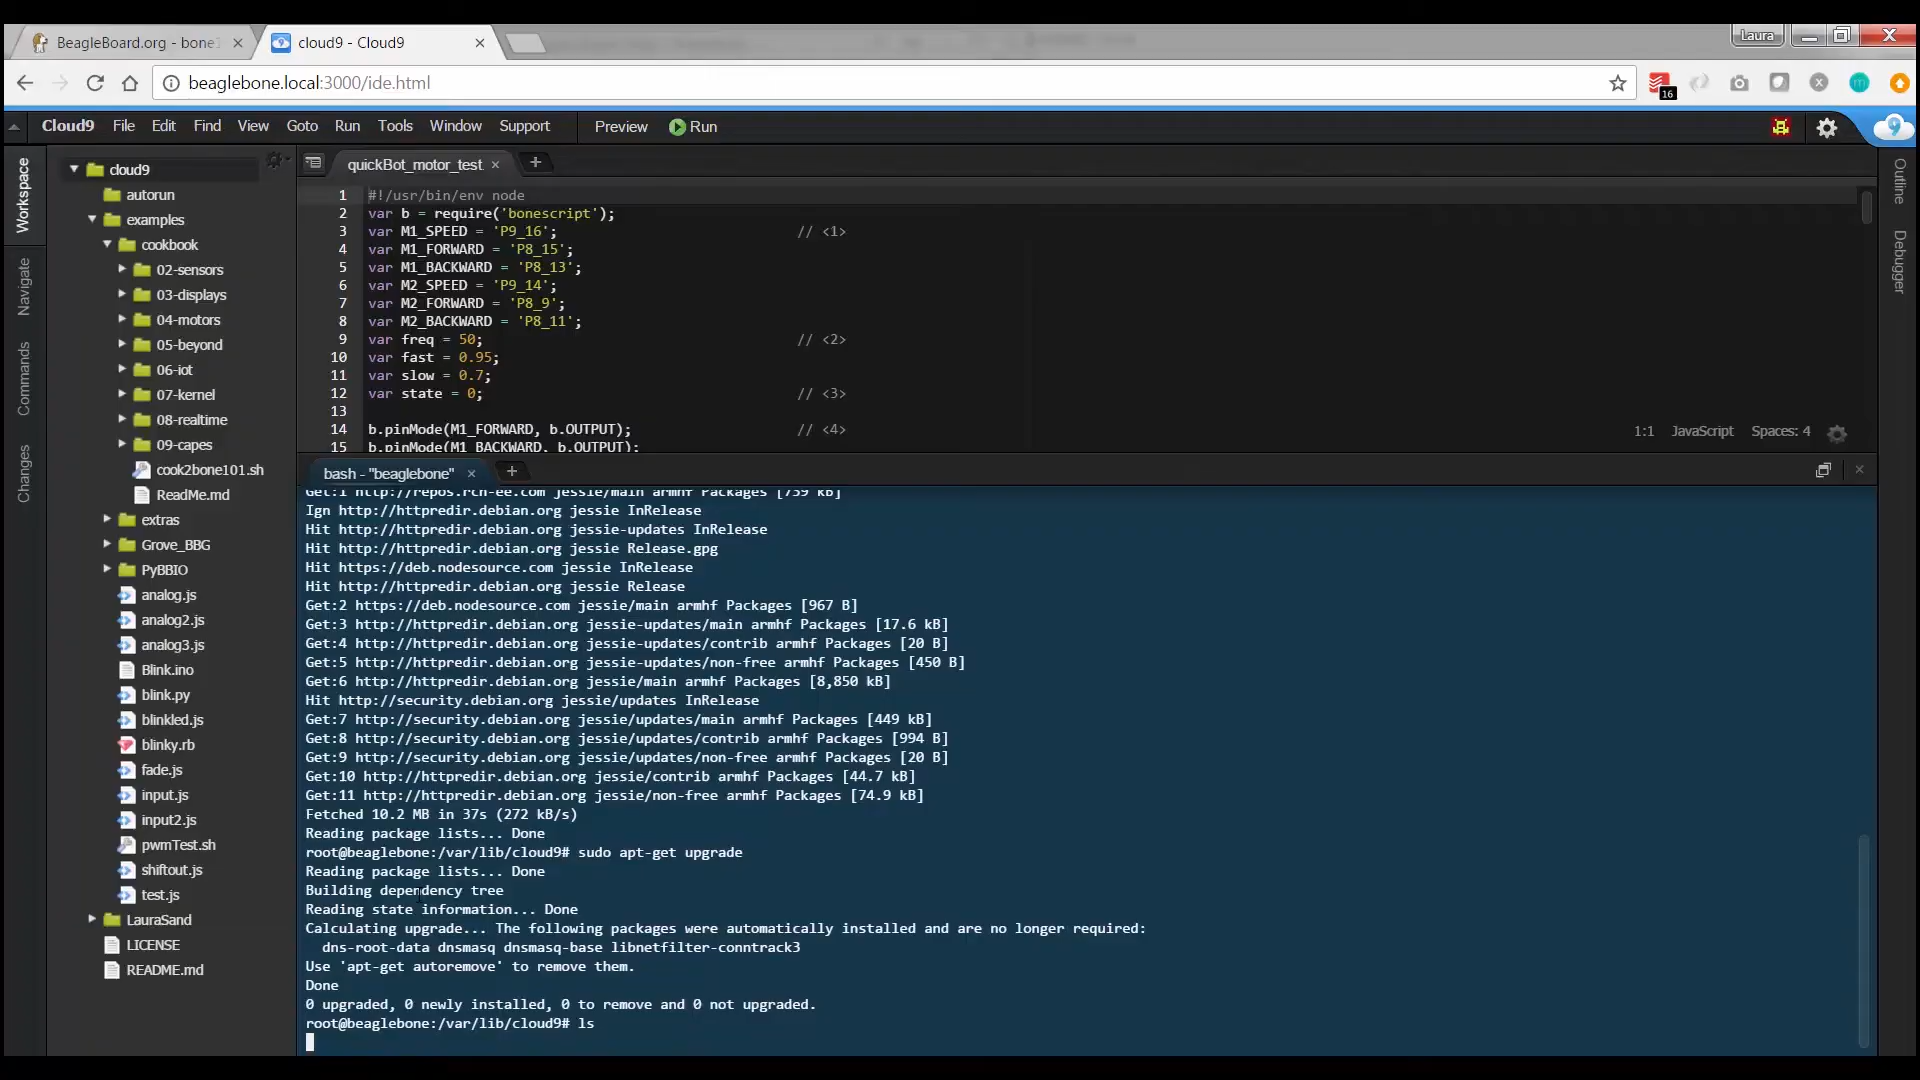 BeagleBoard.org - bone
cloud9 - Cloud9
Laura
beaglebone.local:3000/ide.html
16
Cloud9 File Edit Find View Goto Run Tools Window Support Preview Run
9
Workspace
Navigate
Commands
Changes
cloud9
autorun
examples
cookbook
02-sensors
03-displays
04-motors
05-beyond
06-iot
07-kernel
08-realtime
09-capes
cook2bone101.sh
ReadMe.md
extras
Grove_BBG
PyBBIO
analog.js
analog2.js
analog3.js
Blink.ino
blink.py
blinkled.js
blinky.rb
fade.js
input.js
input2.js
pwmTest.sh
shiftout.js
test.js
LauraSand
LICENSE
README.md
quickBot_motor_test.
1 #!/usr/bin/env node
2 var b = require('bonescript');
3 var M1_SPEED = 'P9_16'; // <1>
4 var M1_FORWARD = 'P8_15';
5 var M1_BACKWARD = 'P8_13';
6 var M2_SPEED = 'P9_14';
7 var M2_FORWARD = 'P8_9';
8 var M2_BACKWARD = 'P8_11';
9 var freq = 50; // <2>
10 var fast = 0.95;
11 var slow = 0.7;
12 var state = 0; // <3>
13
14 b.pinMode(M1_FORWARD, b.OUTPUT); // <4>
15 b.pinMode(M1_BACKWARD, b.OUTPUT);
1:1 JavaScript Spaces: 4
Outline
Debugger
bash - "beaglebone"
Get:1 http://repos.rcn-ee.com jessie/main armhf Packages [759 kB]
Ign http://httpredir.debian.org jessie InRelease
Hit http://httpredir.debian.org jessie-updates InRelease
Hit http://httpredir.debian.org jessie Release.gpg
Hit https://deb.nodesource.com jessie InRelease
Hit http://httpredir.debian.org jessie Release
Get:2 https://deb.nodesource.com jessie/main armhf Packages [967 B]
Get:3 http://httpredir.debian.org jessie-updates/main armhf Packages [17.6 kB]
Get:4 http://httpredir.debian.org jessie-updates/contrib armhf Packages [20 B]
Get:5 http://httpredir.debian.org jessie-updates/non-free armhf Packages [450 B]
Get:6 http://httpredir.debian.org jessie/main armhf Packages [8,850 kB]
Hit http://security.debian.org jessie/updates InRelease
Get:7 http://security.debian.org jessie/updates/main armhf Packages [449 kB]
Get:8 http://security.debian.org jessie/updates/contrib armhf Packages [994 B]
Get:9 http://security.debian.org jessie/updates/non-free armhf Packages [20 B]
Get:10 http://httpredir.debian.org jessie/contrib armhf Packages [44.7 kB]
Get:11 http://httpredir.debian.org jessie/non-free armhf Packages [74.9 kB]
Fetched 10.2 MB in 37s (272 kB/s)
Reading package lists... Done
root@beaglebone:/var/lib/cloud9# sudo apt-get upgrade
Reading package lists... Done
Building dependency tree
Reading state information... Done
Calculating upgrade... The following packages were automatically installed and are no longer required:
dns-root-data dnsmasq dnsmasq-base libnetfilter-conntrack3
Use 'apt-get autoremove' to remove them.
Done
0 upgraded, 0 newly installed, 0 to remove and 0 not upgraded.
root@beaglebone:/var/lib/cloud9# ls